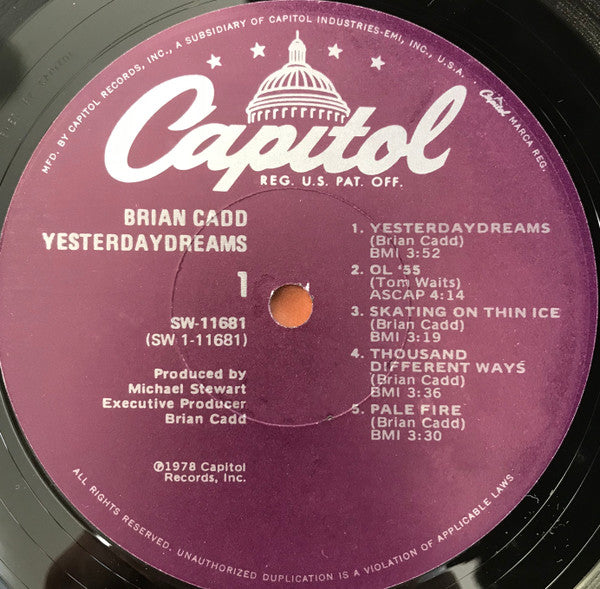 MFD. BY CAPITOL RECORDS, INC., A SUBSIDIARY OF CAPITOL INDUSTRIES-EMI, INC., U.S.A.
Capitol
MARCA REG.
Capitol
REG. U.S. PAT. OFF.
BRIAN CADD
YESTERDAYDREAMS
1
SW-11681
(SW 1-11681)
Produced by
Michael Stewart
Executive Producer
Brian Cadd
℗1978 Capitol
Records, Inc.
1. YESTERDAYDREAMS
(Brian Cadd)
BMI 3:52
2. OL '55
(Tom Waits)
ASCAP 4:14
3. SKATING ON THIN ICE
(Brian Cadd)
BMI 3:19
4. THOUSAND
DIFFERENT WAYS
(Brian Cadd)
BMI 3:36
5. PALE FIRE
(Brian Cadd)
BMI 3:30
ALL RIGHTS RESERVED. UNAUTHORIZED DUPLICATION IS A VIOLATION OF APPLICABLE LAWS